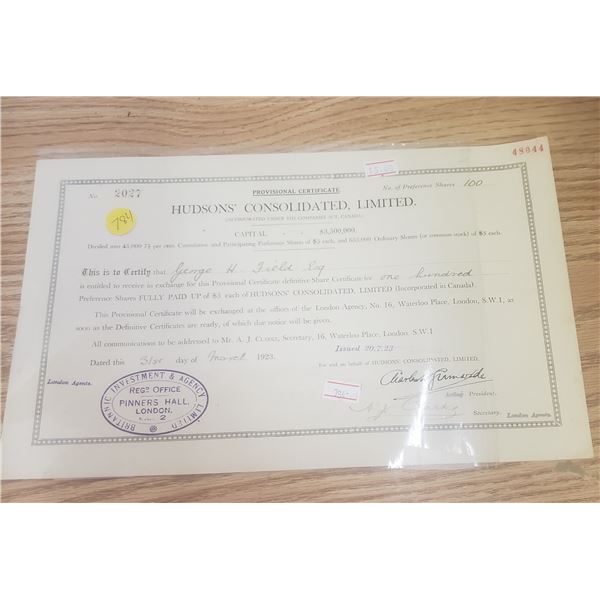 48044
No. 2027
PROVISIONAL CERTIFICATE.
No. of Preference Shares 100
784
HUDSONS' CONSOLIDATED, LIMITED.
(INCORPORATED UNDER THE COMPANIES ACT, CANADA).
CAPITAL - - $3,500,000.
Divided into 45,000 7½ per cent. Cumulative and Participating Preference Shares of $5 each, and Ordinary Shares (or common stock) of $5 each.
This is to Certify that George H. Field Esq
is entitled to receive in exchange for this Provisional Certificate definitive Share Certificate for one hundred
Preference Shares FULLY PAID UP of $5 each of HUDSONS' CONSOLIDATED, LIMITED (Incorporated in Canada).
This Provisional Certificate will be exchanged at the offices of the London Agency, No. 16, Waterloo Place, London, S.W.1, as
soon as the Definitive Certificates are ready, of which due notice will be given.
All communications to be addressed to Mr. A. J. Secretary, 16, Waterloo Place, London, S.W.1
Dated this 31st day of March 1923.
Issued 20.7.23
For and on behalf of HUDSONS' CONSOLIDATED, LIMITED.
London Agents.
BRITANNIC INVESTMENT & AGENCY LIMITED
REGD. OFFICE
PINNERS HALL,
LONDON.
2
Charles
Acting President.
A. J.
Secretary.
London Agents.